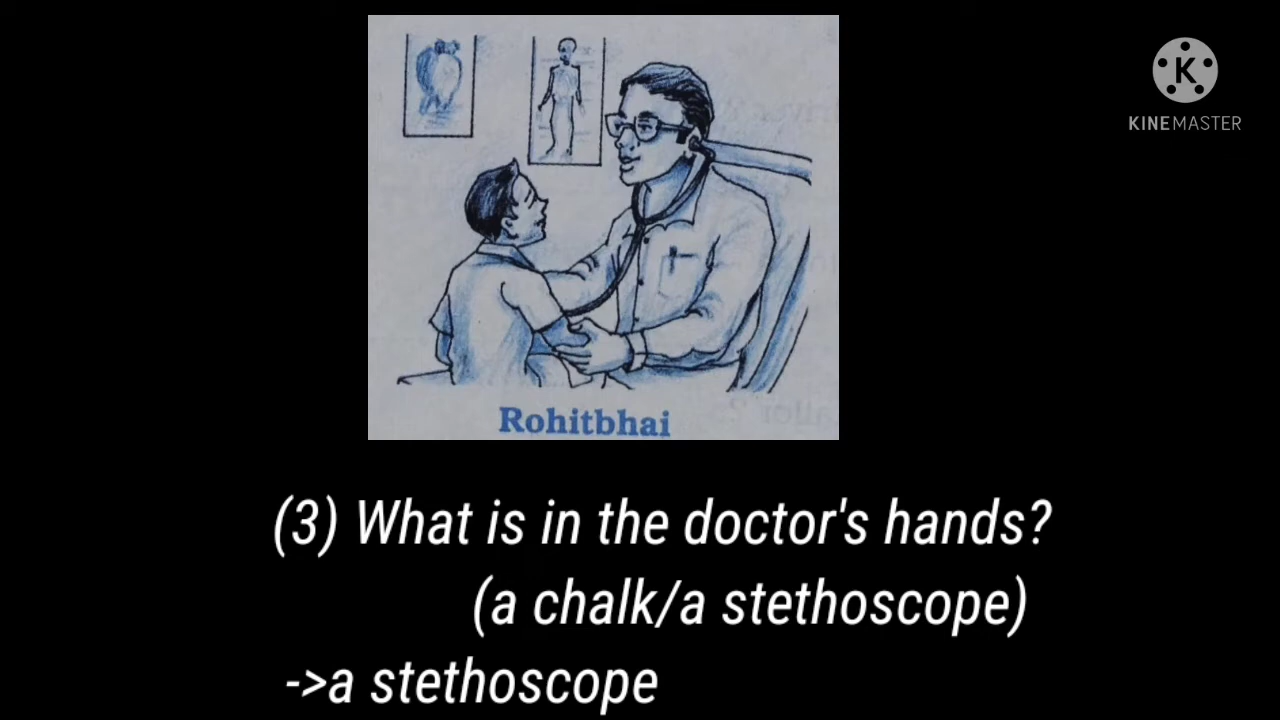 KINEMASTER
Rohitbhai
(3) What is in the doctor's hands?
(a chalk/a stethoscope)
->a stethoscope